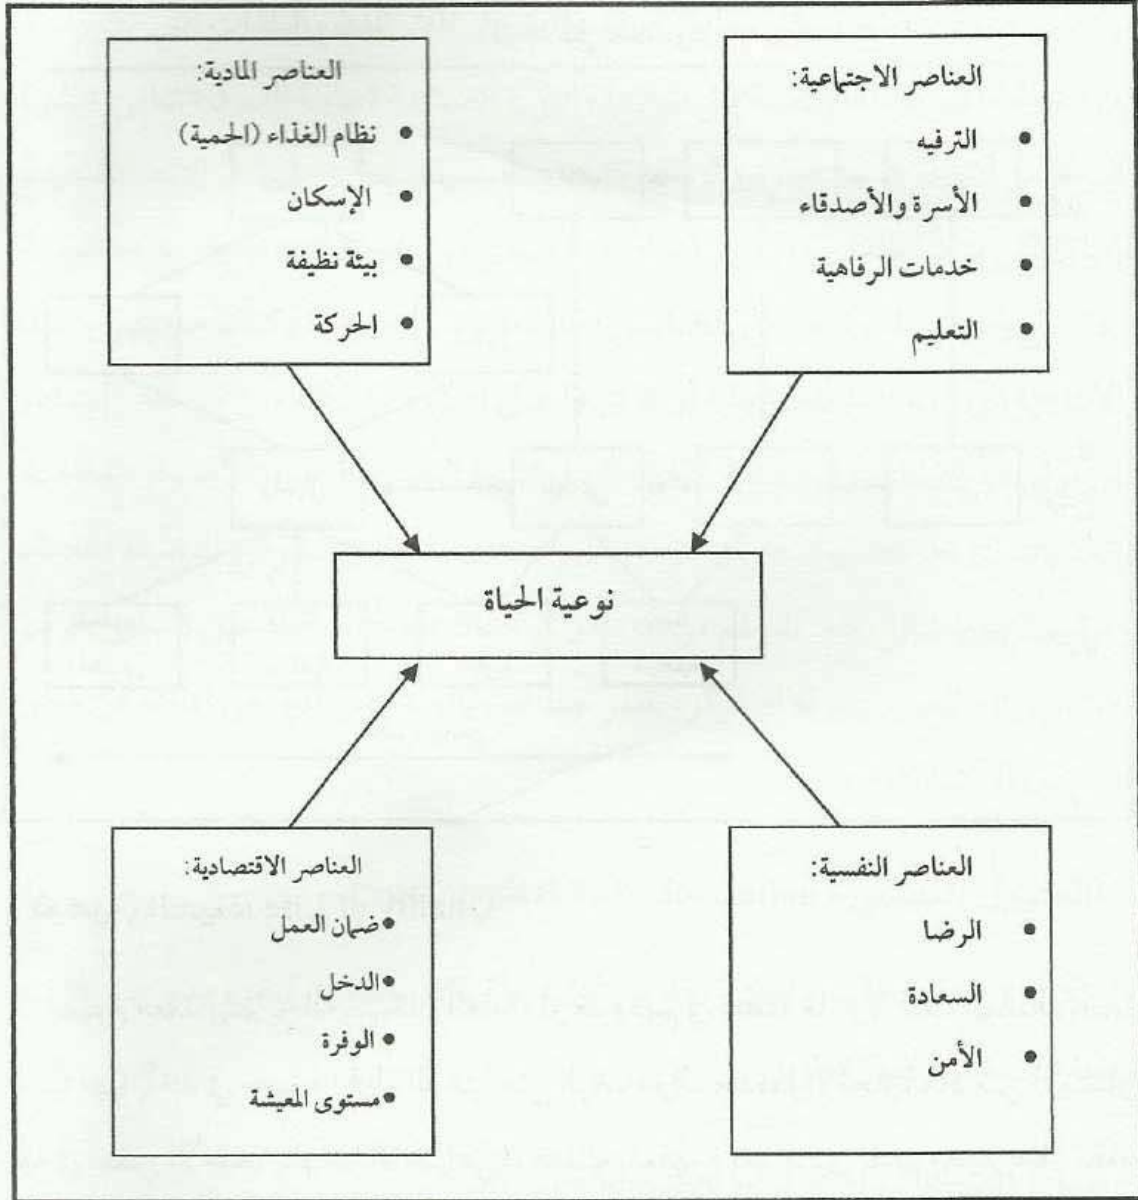 العناصر الاجتماعية:
• الترفيه
• الأسرة والأصدقاء
• خدمات الرفاهية
• التعليم
العناصر المادية:
• نظام الغذاء (الحمية)
• الإسكان
• بيئة نظيفة
• الحركة
نوعية الحياة
العناصر النفسية:
• الرضا
• السعادة
• الأمن
العناصر الاقتصادية:
• ضمان العمل
• الدخل
• الوفرة
• مستوى المعيشة